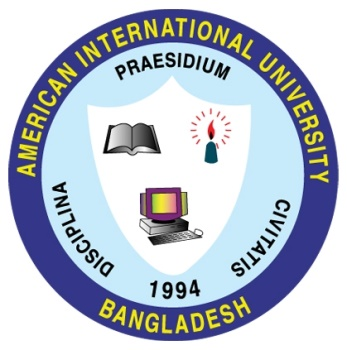 AMERICAN INTERNATIONAL UNIVERSITY
PRAESIDIUM
DISCIPLINA
CIVITATIS
1994
BANGLADESH